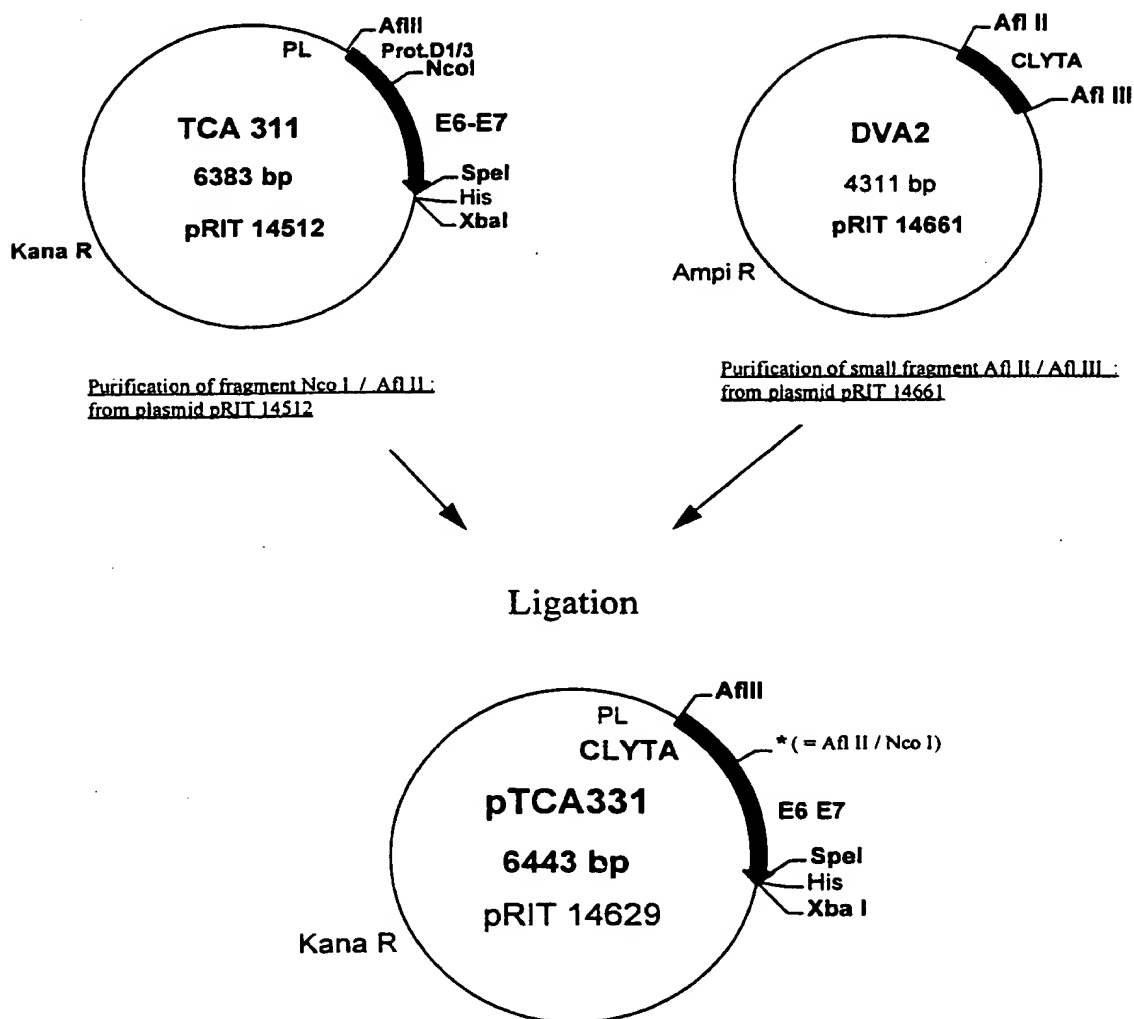 AflII
PL
Prot.D1/3
NcoI
TCA 311
E6-E7
6383 bp
SpeI
His
pRIT 14512
XbaI
Kana R
Afl II
CLYTA
Afl III
DVA2
4311 bp
pRIT 14661
Ampi R
Purification of fragment Nco I / Afl II :
from plasmid pRIT 14512
Purification of small fragment Afl II / Afl III :
from plasmid pRIT 14661
Ligation
AflII
PL
* ( = Afl II / Nco I)
CLYTA
pTCA331
E6 E7
6443 bp
SpeI
His
pRIT 14629
Xba I
Kana R